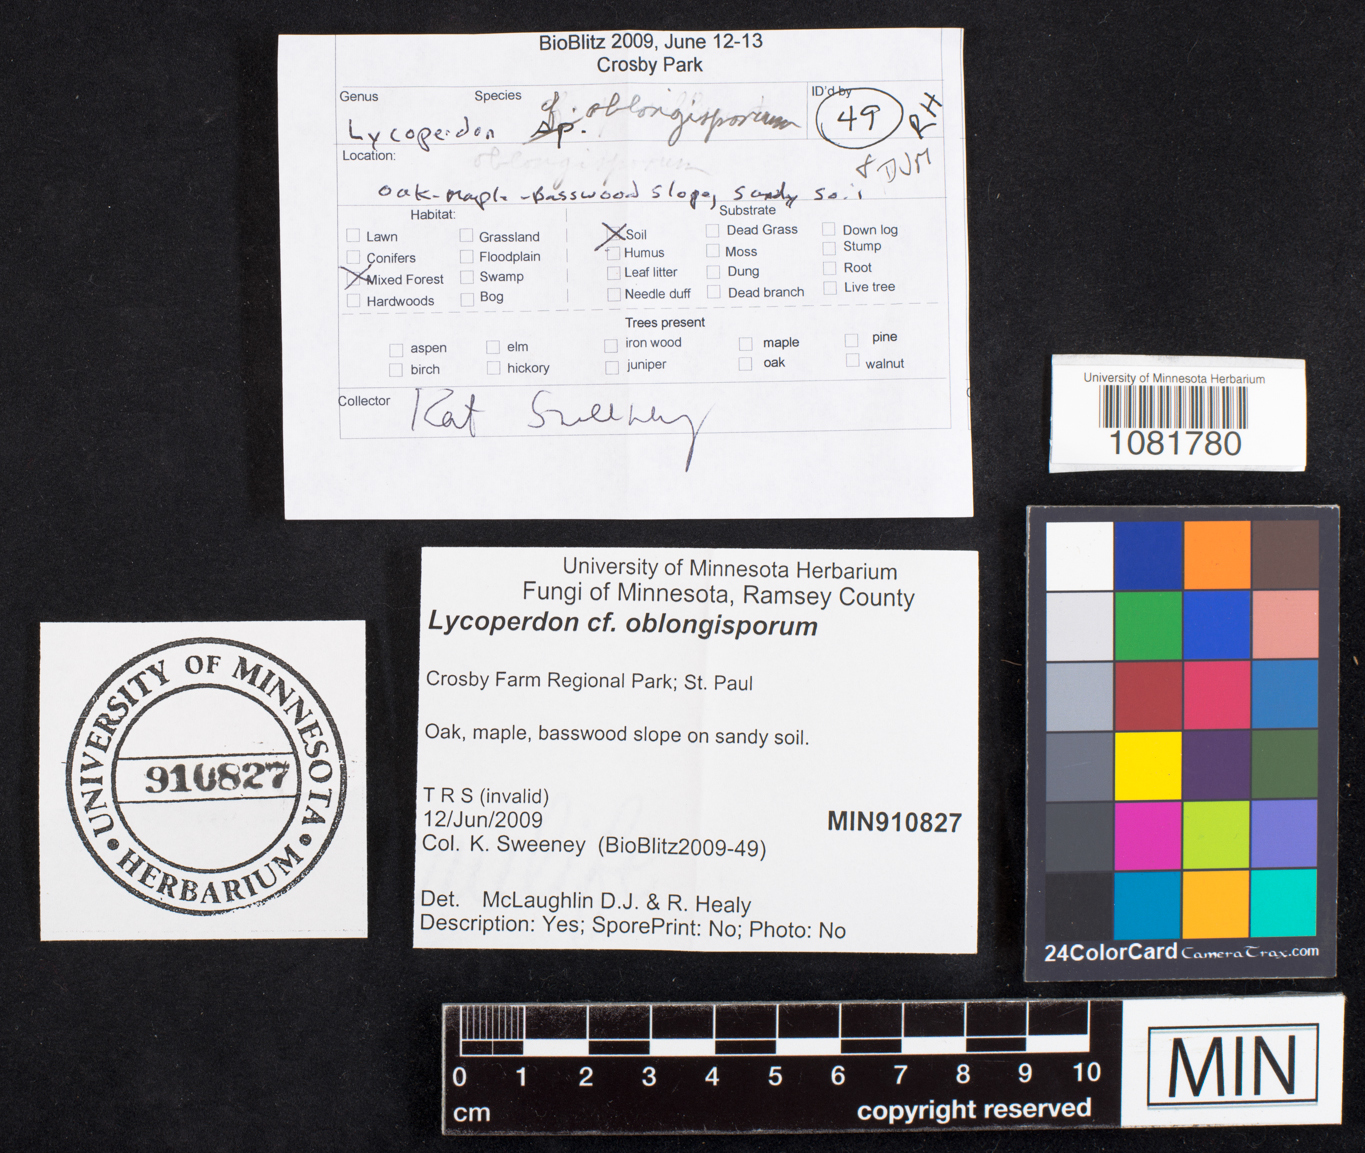 BioBlitz 2009, June 12-13
Crosby Park
Genus Species ID'd by
Lycoperdon sp. cf. oblongisporum 49 RH
& DJM
Location:
oblongisporum
oak-maple-basswood slope, sandy soil
Habitat: Substrate
Lawn Grassland Soil Dead Grass Down log
Conifers Floodplain Humus Moss Stump
Mixed Forest Swamp Leaf litter Dung Root
Hardwoods Bog Needle duff Dead branch Live tree
Trees present
aspen elm iron wood maple pine
birch hickory juniper oak walnut
Collector Kat Sweeney
University of Minnesota Herbarium
1081780
University of Minnesota Herbarium
Fungi of Minnesota, Ramsey County
Lycoperdon cf. oblongisporum
Crosby Farm Regional Park; St. Paul
Oak, maple, basswood slope on sandy soil.
T R S (invalid)
12/Jun/2009 MIN910827
Col. K. Sweeney (BioBlitz2009-49)
Det. McLaughlin D.J. & R. Healy
Description: Yes; SporePrint: No; Photo: No
UNIVERSITY OF MINNESOTA
910827
HERBARIUM
24ColorCard CameraTrax.com
0 1 2 3 4 5 6 7 8 9 10
cm copyright reserved
MIN